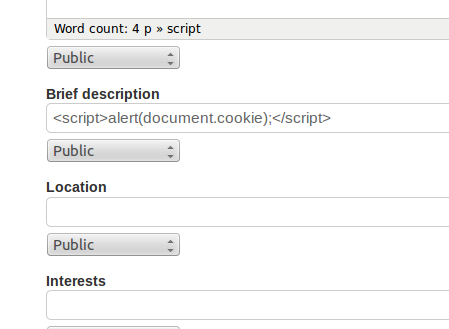 Word count: 4 p » script
Public
Brief description
<script>alert(document.cookie);</script>
Public
Location
Public
Interests